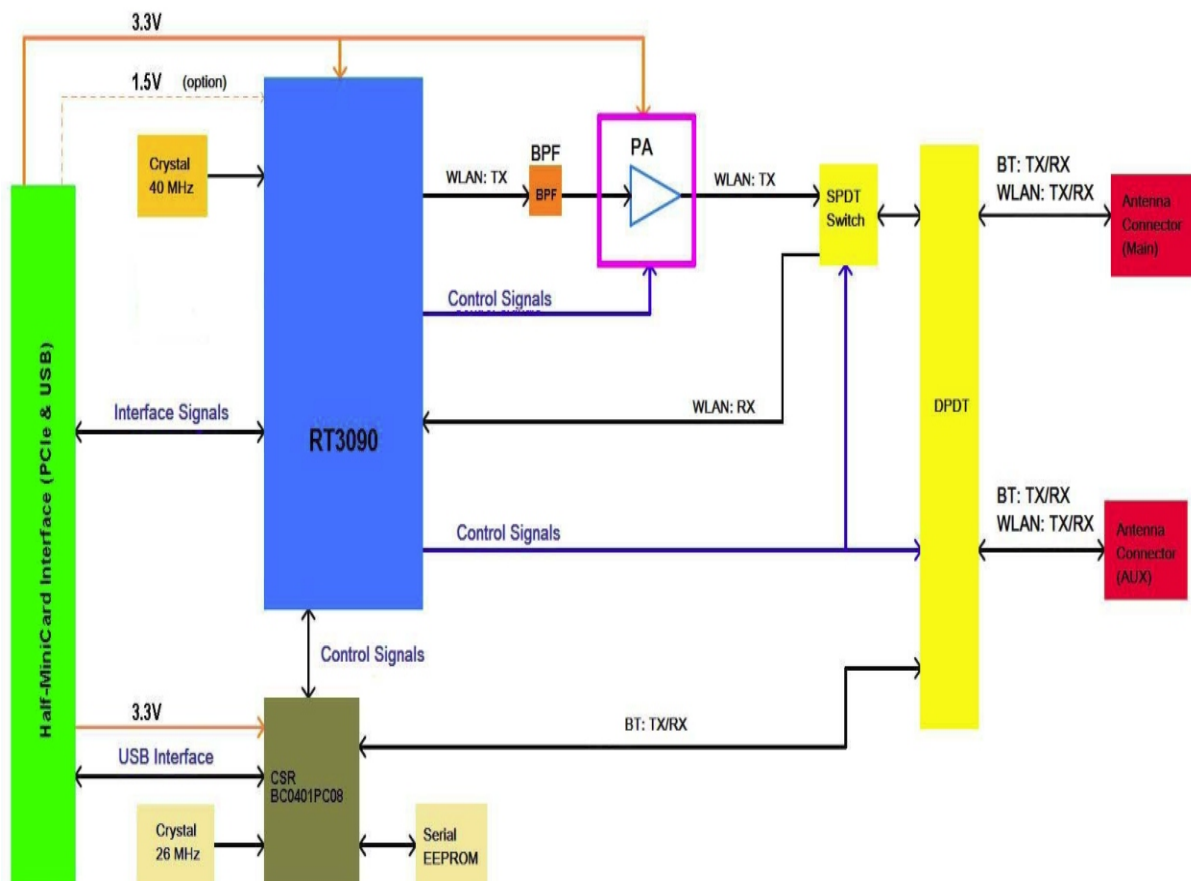 3.3V
1.5V (option)
Crystal
40 MHz
BPF
PA
WLAN: TX
BPF
WLAN: TX
SPDT
Switch
BT: TX/RX
WLAN: TX/RX
Antenna
Connector
(Main)
Control Signals
Half-MiniCard Interface (PCIe & USB)
Interface Signals
RT3090
WLAN: RX
DPDT
Control Signals
BT: TX/RX
WLAN: TX/RX
Antenna
Connector
(AUX)
Control Signals
3.3V
USB Interface
CSR
BC0401PC08
BT: TX/RX
Crystal
26 MHz
Serial
EEPROM